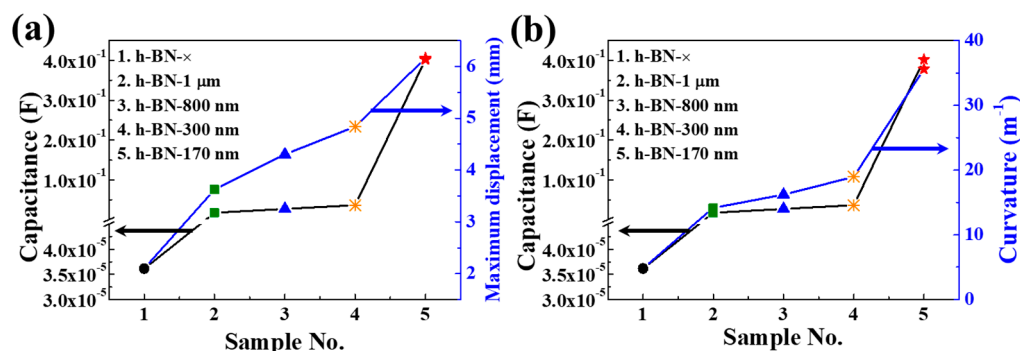 (a)
Capacitance (F)
4.0x10⁻¹
3.0x10⁻¹
2.0x10⁻¹
1.0x10⁻¹
4.0x10⁻⁵
3.5x10⁻⁵
3.0x10⁻⁵
1. h-BN-×
2. h-BN-1 μm
3 h-BN-800 nm
4. h-BN-300 nm
5. h-BN-170 nm
6
5
4
3
2
Maximum displacement (mm)
1 2 3 4 5
Sample No.
(b)
Capacitance (F)
4.0x10⁻¹
3.0x10⁻¹
2.0x10⁻¹
1.0x10⁻¹
4.0x10⁻⁵
3.5x10⁻⁵
3.0x10⁻⁵
1. h-BN-×
2. h-BN-1 μm
3 h-BN-800 nm
4. h-BN-300 nm
5. h-BN-170 nm
40
30
20
10
0
Curvature (m⁻¹)
1 2 3 4 5
Sample No.